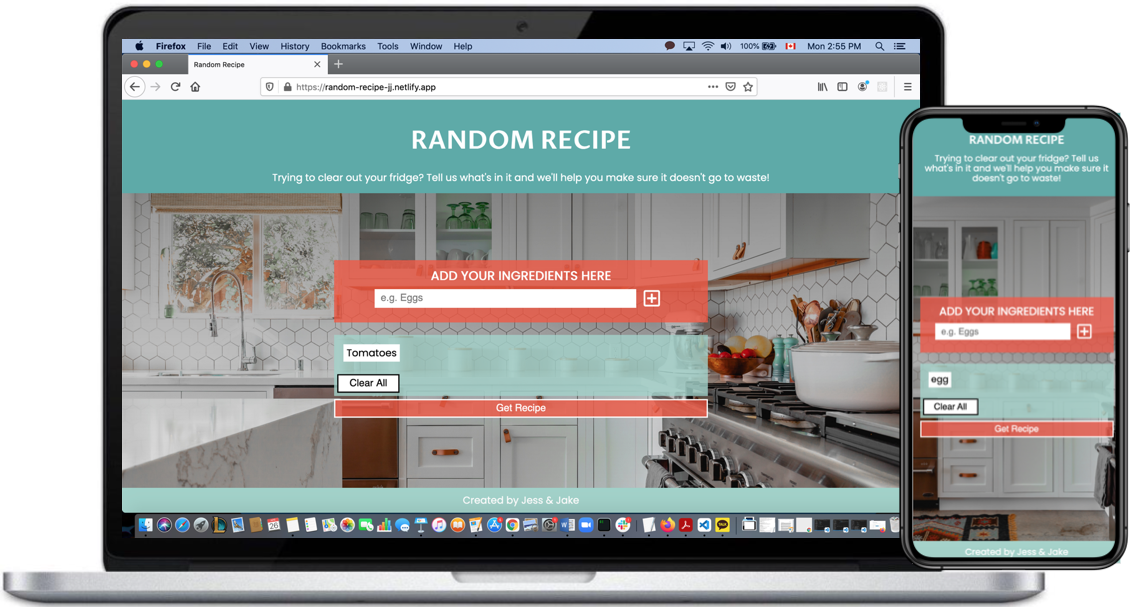 Firefox File Edit View History Bookmarks Tools Window Help 100% Mon 2:55 PM
Random Recipe
https://random-recipe-jj.netlify.app
RANDOM RECIPE
Trying to clear out your fridge? Tell us what's in it and we'll help you make sure it doesn't go to waste!
ADD YOUR INGREDIENTS HERE
e.g. Eggs
Tomatoes
Clear All
Get Recipe
Created by Jess & Jake
26
RANDOM RECIPE
Trying to clear out your fridge? Tell us
what's in it and we'll help you make sure it
doesn't go to waste!
ADD YOUR INGREDIENTS HERE
e.g. Eggs
egg
Clear All
Get Recipe
Created by Jess & Jake